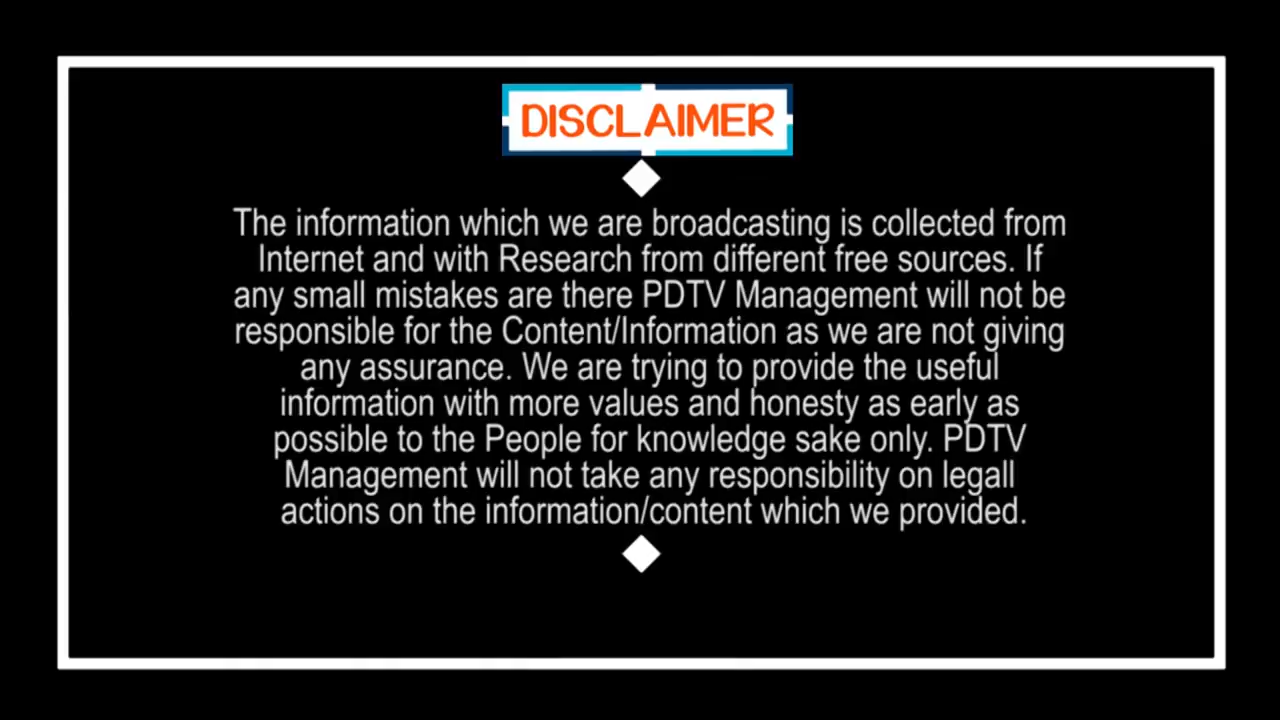 DISCLAIMER
The information which we are broadcasting is collected from
Internet and with Research from different free sources. If
any small mistakes are there PDTV Management will not be
responsible for the Content/Information as we are not giving
any assurance. We are trying to provide the useful
information with more values and honesty as early as
possible to the People for knowledge sake only. PDTV
Management will not take any responsibility on legall
actions on the information/content which we provided.